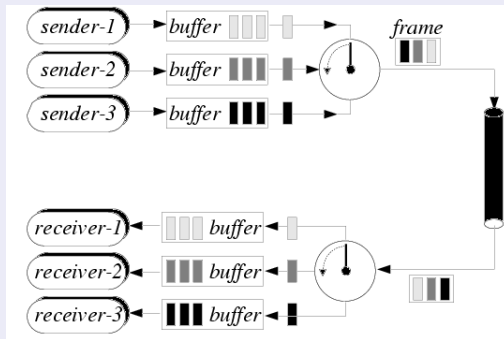 sender-1 buffer frame
sender-2 buffer
sender-3 buffer
receiver-1 buffer
receiver-2 buffer
receiver-3 buffer